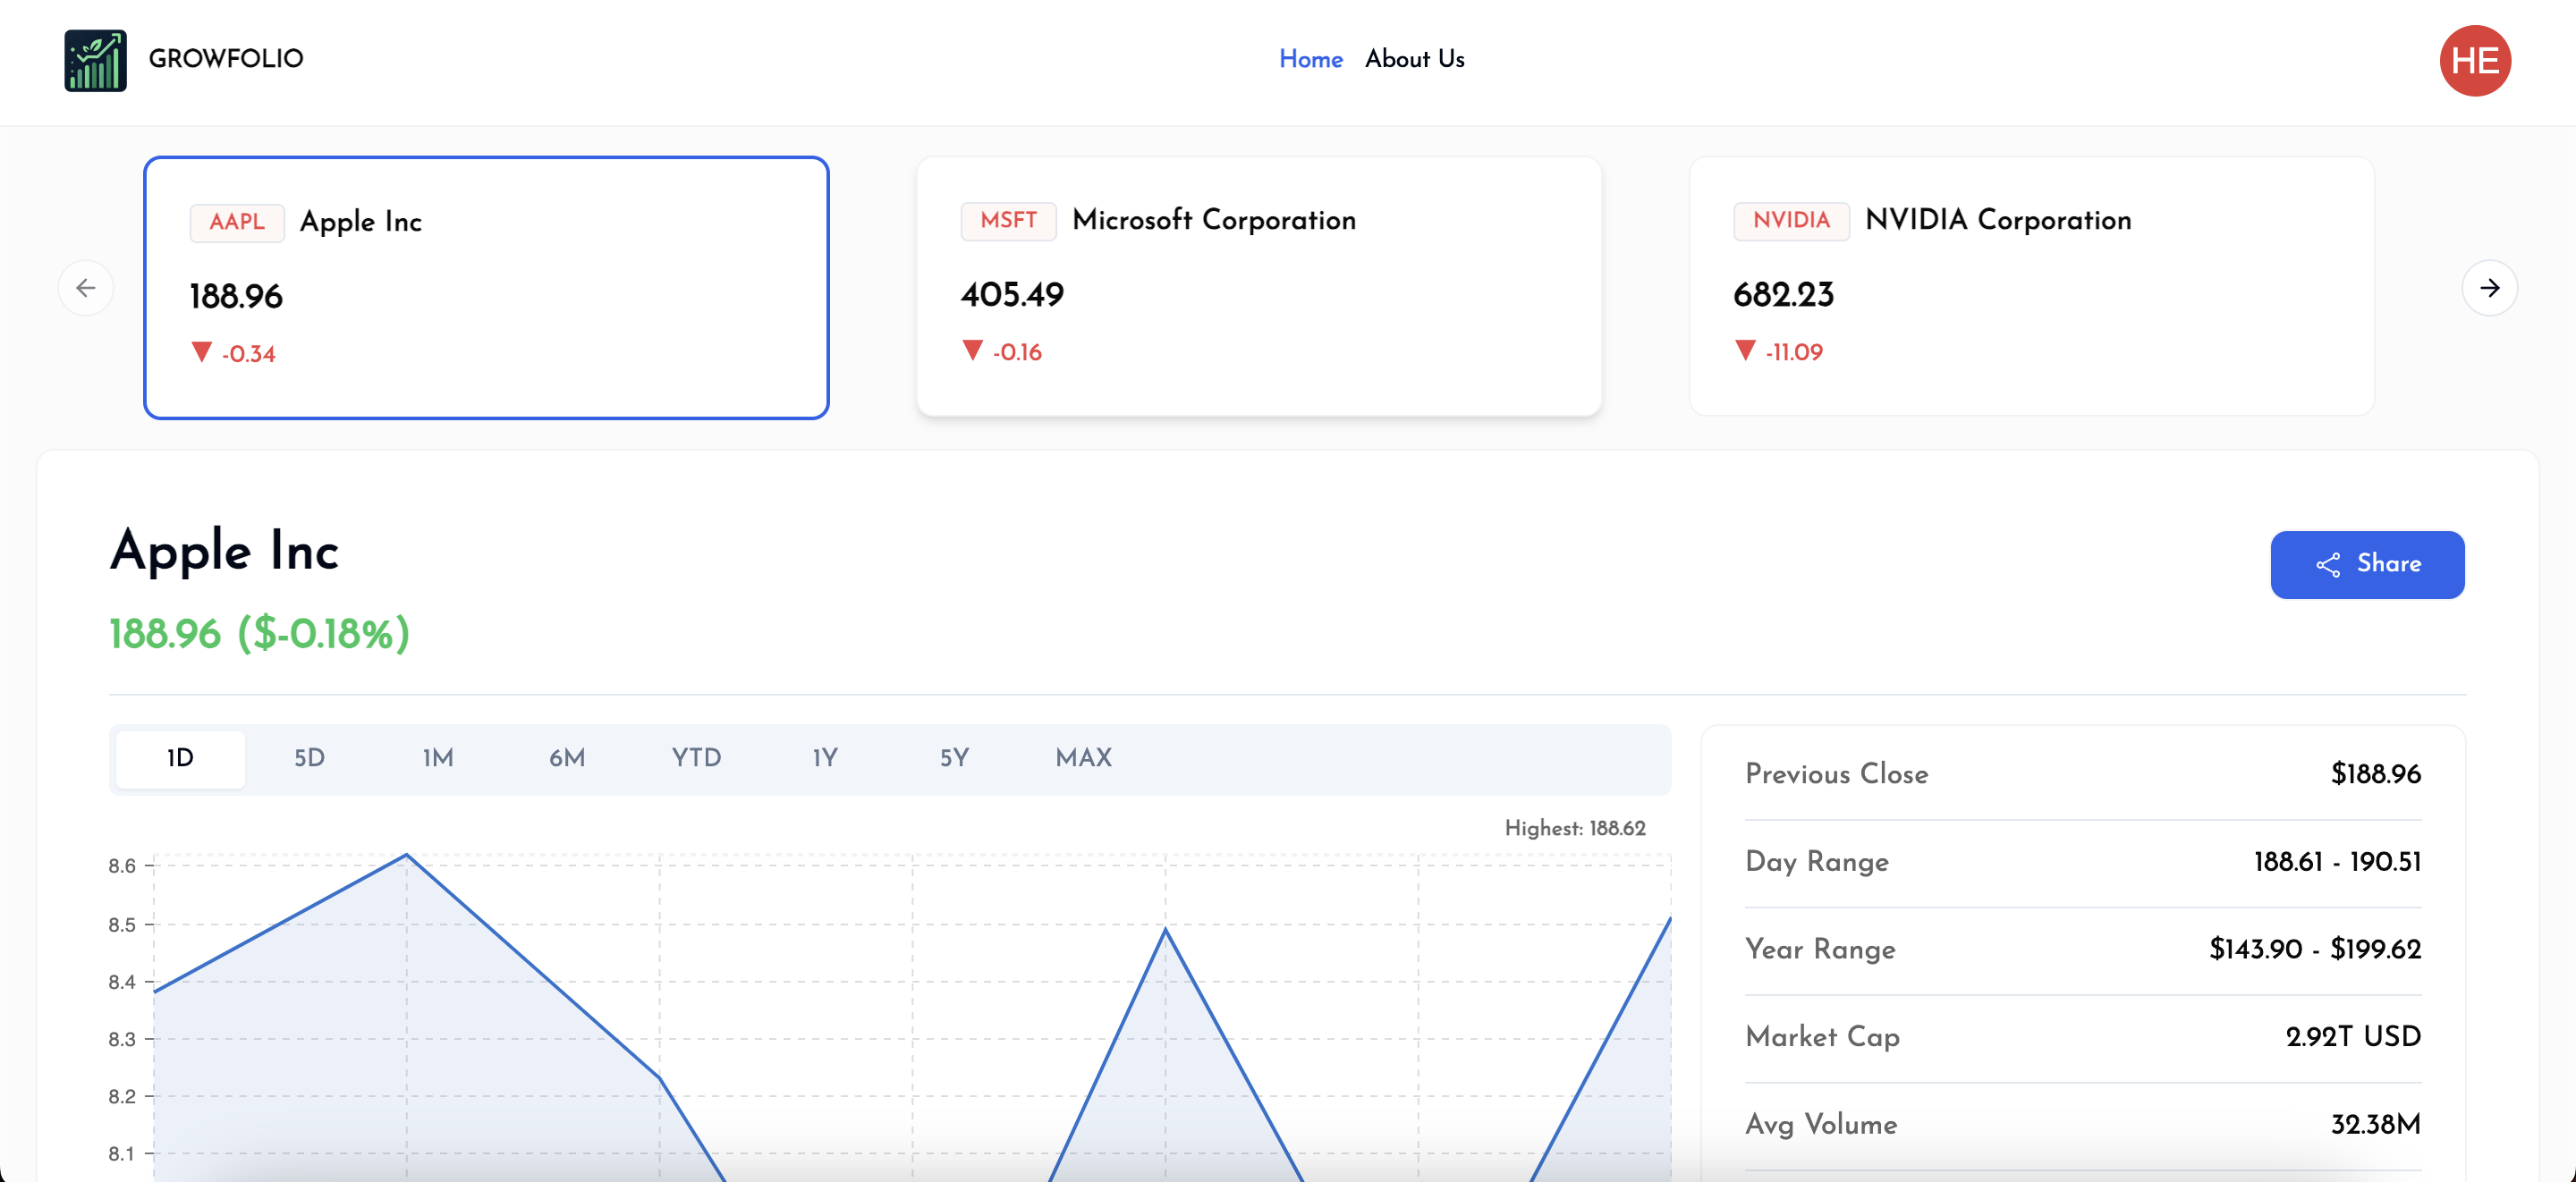 GROWFOLIO
Home About Us
HE
AAPL Apple Inc
188.96
▼ -0.34
MSFT Microsoft Corporation
405.49
▼ -0.16
NVIDIA NVIDIA Corporation
682.23
▼ -11.09
Apple Inc
188.96 ($-0.18%)
Share
1D 5D 1M 6M YTD 1Y 5Y MAX
Highest: 188.62
8.6
8.5
8.4
8.3
8.2
8.1
Previous Close $188.96
Day Range 188.61 - 190.51
Year Range $143.90 - $199.62
Market Cap 2.92T USD
Avg Volume 32.38M